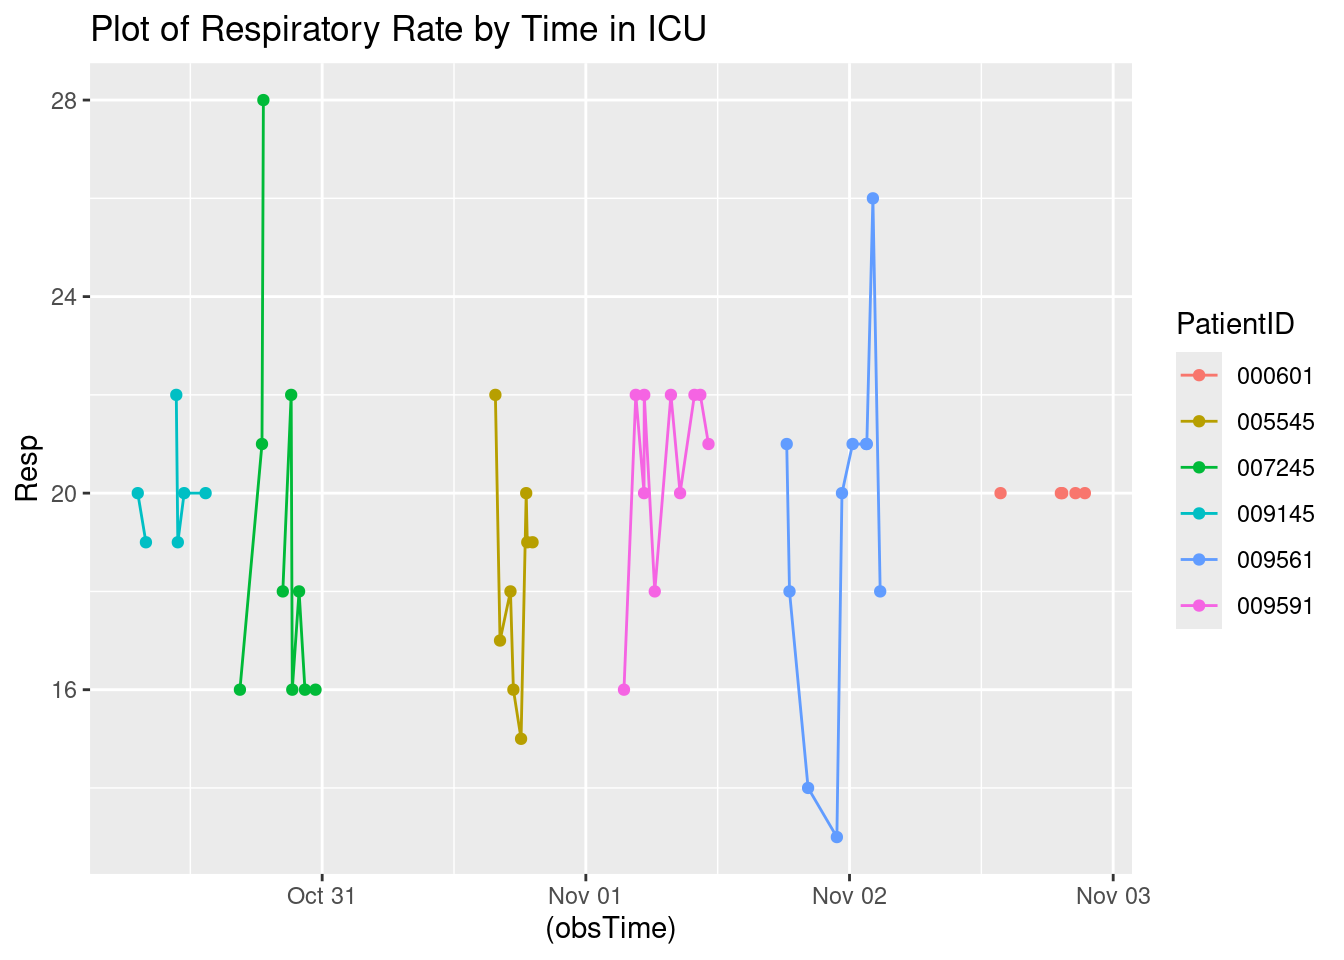 Plot of Respiratory Rate by Time in ICU
28
24
20
16
Resp
Oct 31
Nov 01
Nov 02
Nov 03
(obsTime)
PatientID
000601
005545
007245
009145
009561
009591